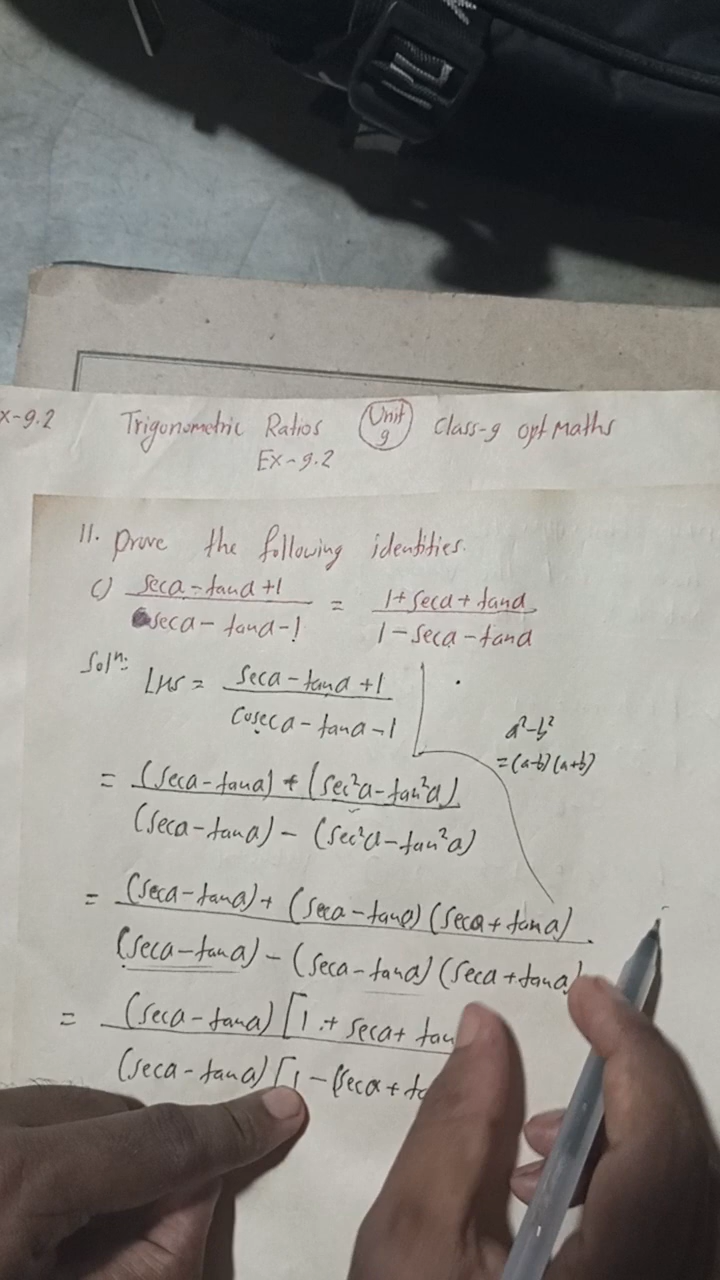 x-9.2 Trigonometric Ratios Unit 9 Class-9 opt Maths
Ex-9.2
11. prove the following identities.
c) seca-tana+1 / seca-tana-1 = 1+seca+tana / 1-seca-tana
Solⁿ: LHS = seca-tana+1 / coseca-tana-1
a²-b²
=(a-b)(a+b)
= (seca-tana)+(sec²a-tan²a) / (seca-tana)-(sec²a-tan²a)
= (seca-tana)+(seca-tana)(seca+tana) / (seca-tana)-(seca-tana)(seca+tana)
= (seca-tana)[1+seca+tan / (seca-tana)[1-(seca+ta